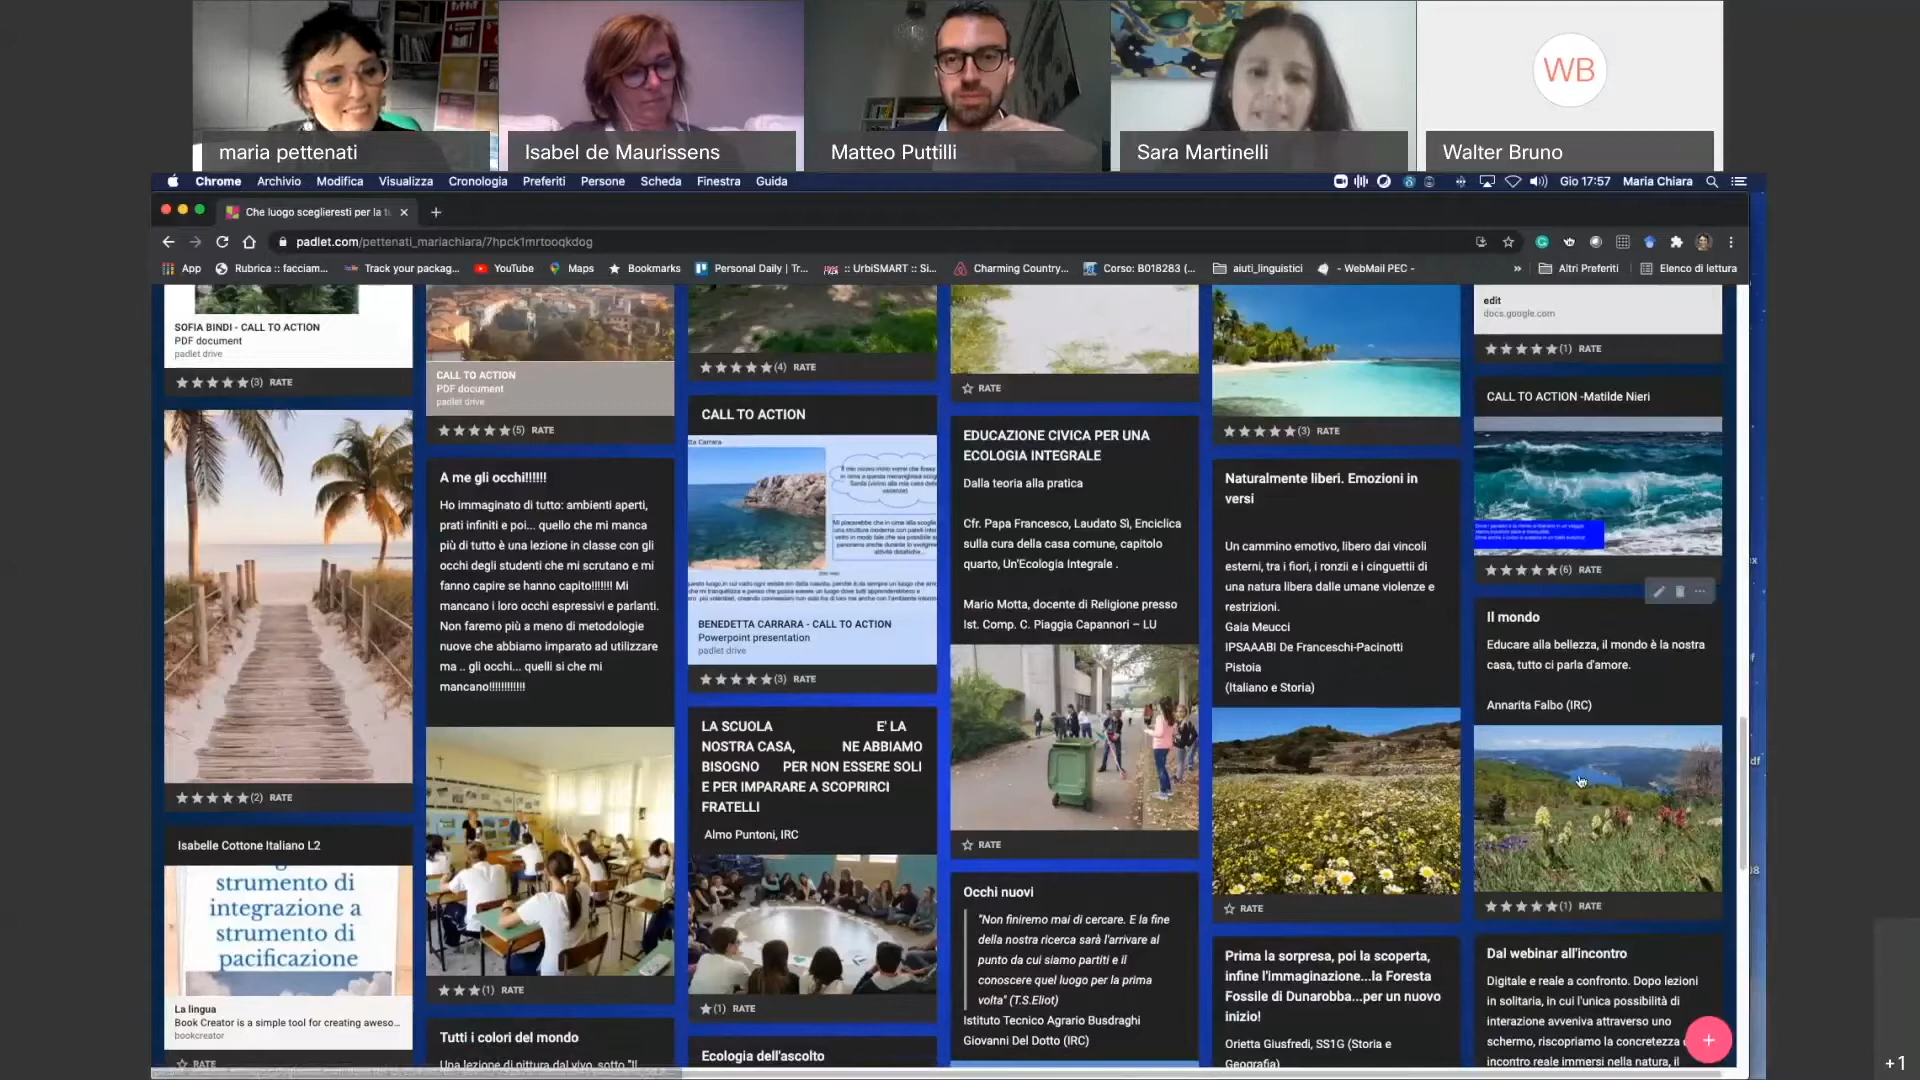 WB
maria pettenati
Isabel de Maurissens
Matteo Puttilli
Sara Martinelli
Walter Bruno
Chrome Archivio Modifica Visualizza Cronologia Preferiti Persone Scheda Finestra Guida
Gio 17:57 Maria Chiara
Che luogo sceglieresti per la tu
padlet.com/pettenati_mariachiara/7hpck1mrtooqkdog
App Rubrica :: facciam... Track your packag... YouTube Maps Bookmarks Personal Daily | Tr... :: UrbiSMART :: Si... Charming Country... Corso: B018283 (... aiuti_linguistici - WebMail PEC - » Altri Preferiti Elenco di lettura
SOFIA BINDI - CALL TO ACTION
PDF document
padlet drive
(3) RATE
(2) RATE
Isabelle Cottone Italiano L2
strumento di
integrazione a
strumento di
pacificazione
La lingua
Book Creator is a simple tool for creating aweso...
bookcreator
RATE
CALL TO ACTION
PDF document
padlet drive
(5) RATE
A me gli occhi!!!!!!
Ho immaginato di tutto: ambienti aperti,
prati infiniti e poi... quello che mi manca
più di tutto è una lezione in classe con gli
occhi degli studenti che mi scrutano e mi
fanno capire se hanno capito!!!!!!! Mi
mancano i loro occhi espressivi e parlanti.
Non faremo più a meno di metodologie
nuove che abbiamo imparato ad utilizzare
ma .. gli occhi... quelli si che mi
mancano!!!!!!!!!!!!
(1) RATE
Tutti i colori del mondo
Una lezione di pittura dal vivo, sotto "Il
(4) RATE
CALL TO ACTION
BENEDETTA CARRARA - CALL TO ACTION
Powerpoint presentation
padlet drive
(3) RATE
LA SCUOLA E' LA
NOSTRA CASA, NE ABBIAMO
BISOGNO PER NON ESSERE SOLI
E PER IMPARARE A SCOPRIRCI
FRATELLI
Almo Puntoni, IRC
(1) RATE
Ecologia dell'ascolto
RATE
EDUCAZIONE CIVICA PER UNA
ECOLOGIA INTEGRALE
Dalla teoria alla pratica
Cfr. Papa Francesco, Laudato Sì, Enciclica
sulla cura della casa comune, capitolo
quarto, Un'Ecologia Integrale .
Mario Motta, docente di Religione presso
Ist. Comp. C. Piaggia Capannori – LU
RATE
Occhi nuovi
"Non finiremo mai di cercare. E la fine
della nostra ricerca sarà l'arrivare al
punto da cui siamo partiti e il
conoscere quel luogo per la prima
volta" (T.S.Eliot)
Istituto Tecnico Agrario Busdraghi
Giovanni Del Dotto (IRC)
(3) RATE
Naturalmente liberi. Emozioni in
versi
Un cammino emotivo, libero dai vincoli
esterni, tra i fiori, i ronzii e i cinguettii di
una natura libera dalle umane violenze e
restrizioni.
Gaia Meucci
IPSAAABI De Franceschi-Pacinotti
Pistoia
(Italiano e Storia)
RATE
Prima la sorpresa, poi la scoperta,
infine l'immaginazione...la Foresta
Fossile di Dunarobba...per un nuovo
inizio!
Orietta Giusfredi, SS1G (Storia e
Geografia)
edit
docs.google.com
(1) RATE
CALL TO ACTION -Matilde Nieri
(6) RATE
Il mondo
Educare alla bellezza, il mondo è la nostra
casa, tutto ci parla d'amore.
Annarita Falbo (IRC)
(1) RATE
Dal webinar all'incontro
Digitale e reale a confronto. Dopo lezioni
in solitaria, in cui l'unica possibilità di
interazione avveniva attraverso uno
schermo, riscopriamo la concretezza
incontro reale immersi nella natura, il
+1